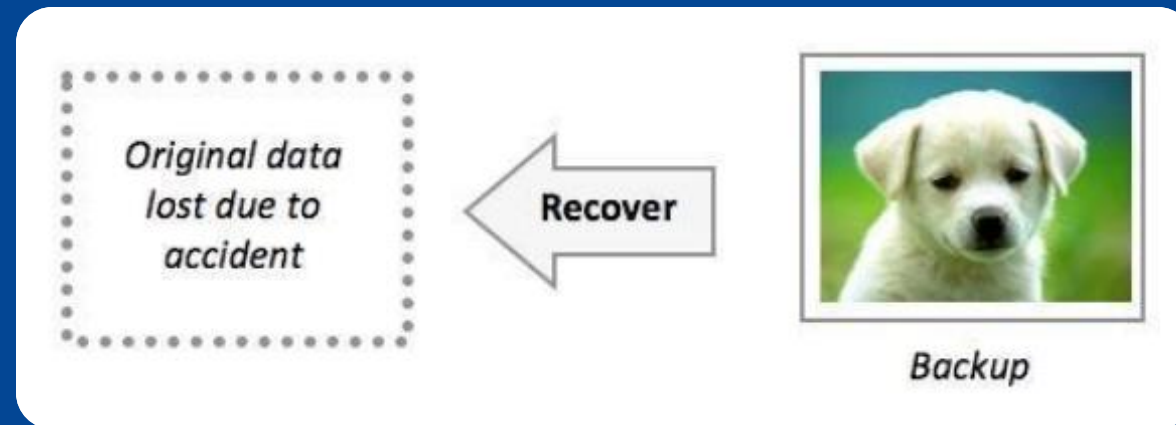 Original data
lost due to
accident
Recover
Backup